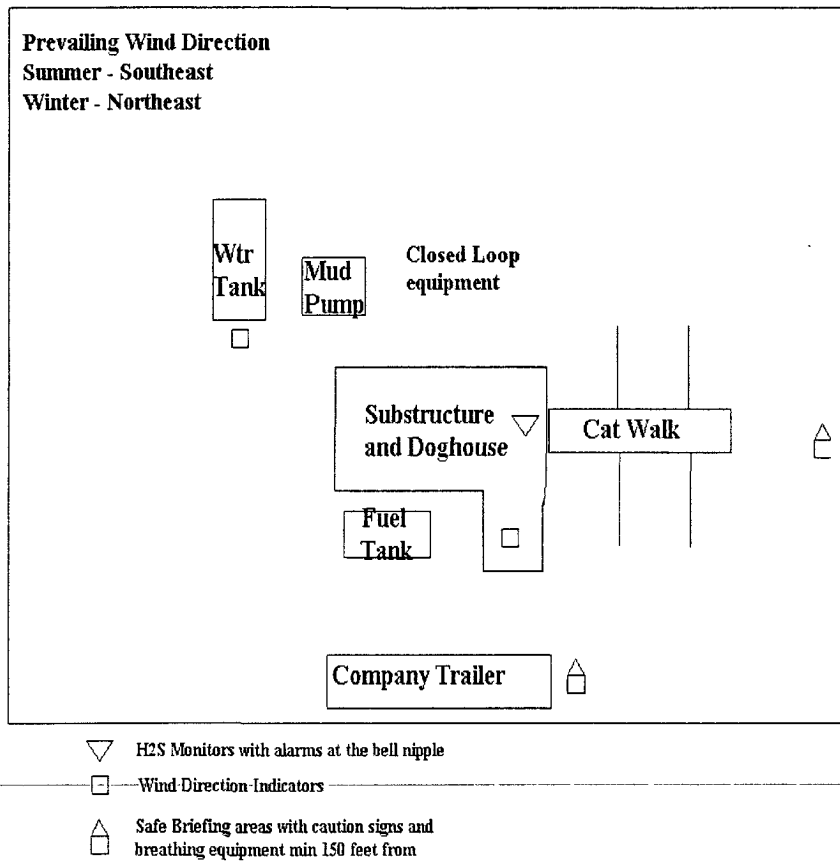 Prevailing Wind Direction
Summer - Southeast
Winter - Northeast
Wtr
Tank
Mud
Pump
Closed Loop
equipment
Substructure
and Doghouse
Cat Walk
Fuel
Tank
Company Trailer
H2S Monitors with alarms at the bell nipple
Wind Direction Indicators
Safe Briefing areas with caution signs and
breathing equipment min 150 feet from